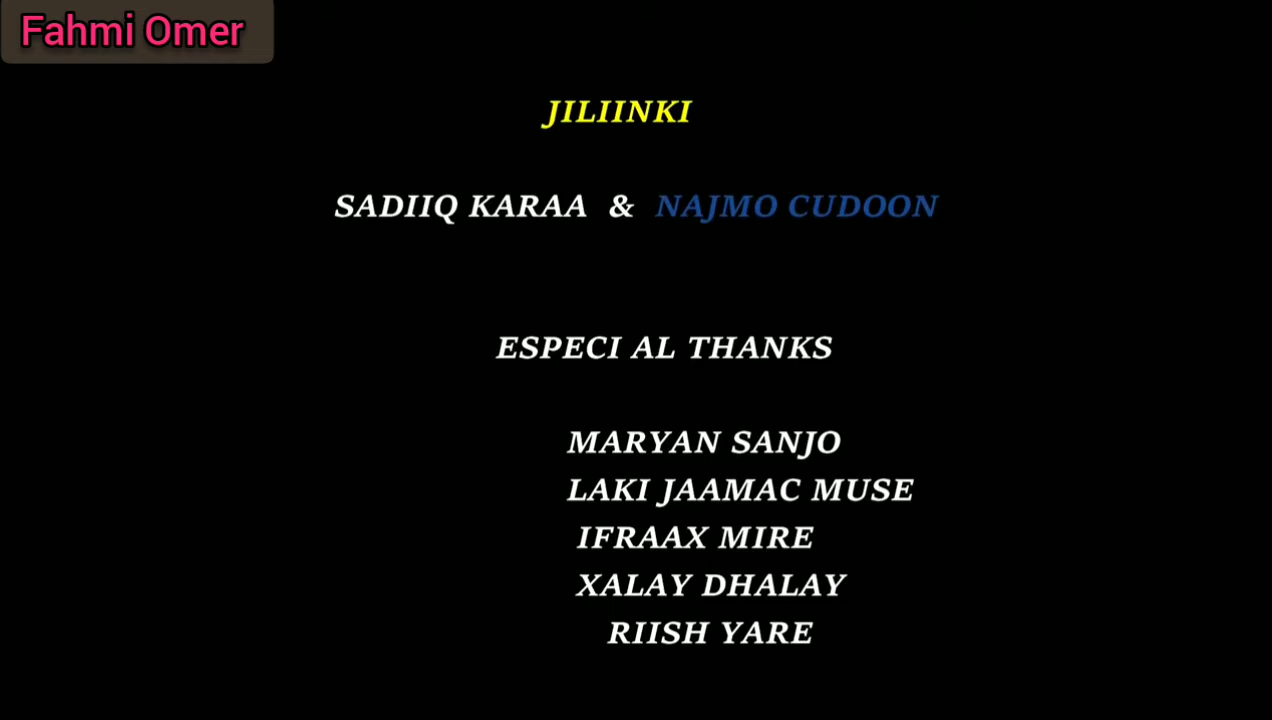 Fahmi Omer
JILIINKI
SADIIQ KARAA & NAJMO CUDOON
ESPECI AL THANKS
MARYAN SANJO
LAKI JAAMAC MUSE
IFRAAX MIRE
XALAY DHALAY
RIISH YARE